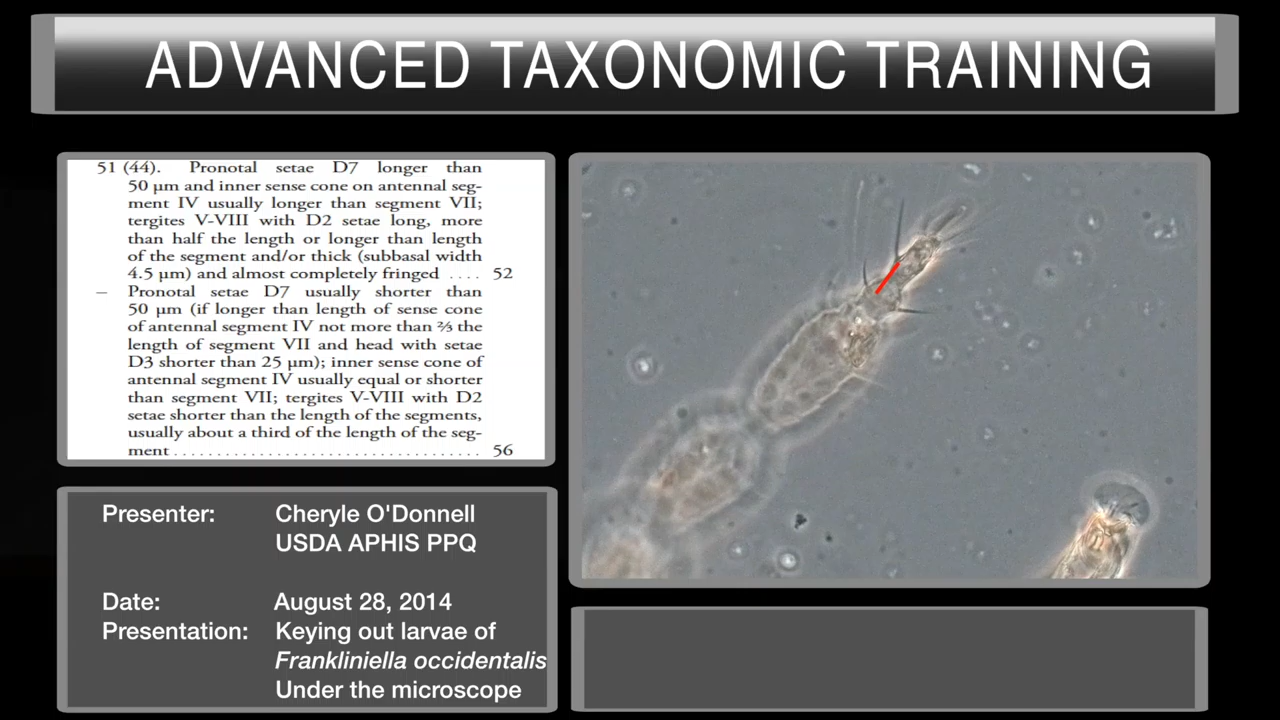 ADVANCED TAXONOMIC TRAINING
51 (44). Pronotal setae D7 longer than
50 µm and inner sense cone on antennal seg-
ment IV usually longer than segment VII;
tergites V-VIII with D2 setae long, more
than half the length or longer than length
of the segment and/or thick (subbasal width
4.5 µm) and almost completely fringed .... 52
– Pronotal setae D7 usually shorter than
50 µm (if longer than length of sense cone
of antennal segment IV not more than ⅔ the
length of segment VII and head with setae
D3 shorter than 25 µm); inner sense cone of
antennal segment IV usually equal or shorter
than segment VII; tergites V-VIII with D2
setae shorter than the length of the segments,
usually about a third of the length of the seg-
ment .................................. 56
Presenter: Cheryle O'Donnell
USDA APHIS PPQ
Date: August 28, 2014
Presentation: Keying out larvae of
Frankliniella occidentalis
Under the microscope